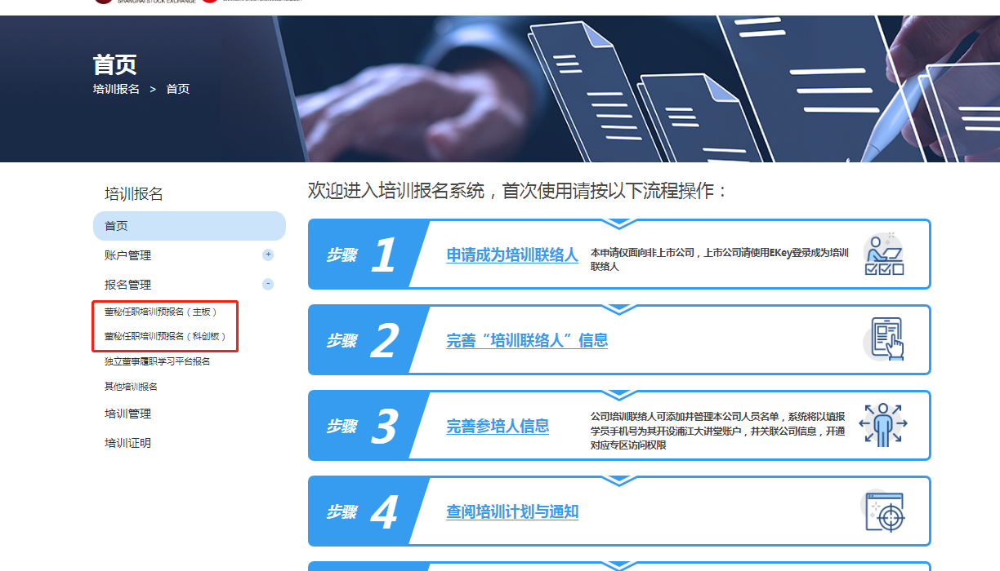 SHANGHAI STOCK EXCHANGE
首页
培训报名 > 首页
培训报名
首页
账户管理 +
报名管理 -
董秘任职培训预报名（主板）
董秘任职培训预报名（科创板）
独立董事履职学习平台报名
其他培训报名
培训管理
培训证明
欢迎进入培训报名系统，首次使用请按以下流程操作：
步骤 1
申请成为培训联络人
本申请仅面向非上市公司，上市公司请使用EKey登录成为培训
联络人
步骤 2
完善“培训联络人”信息
步骤 3
完善参培人信息
公司培训联络人可添加并管理本公司人员名单，系统将以填报
学员手机号为其开设浦江大讲堂账户，并关联公司信息，开通
对应专区访问权限
步骤 4
查阅培训计划与通知